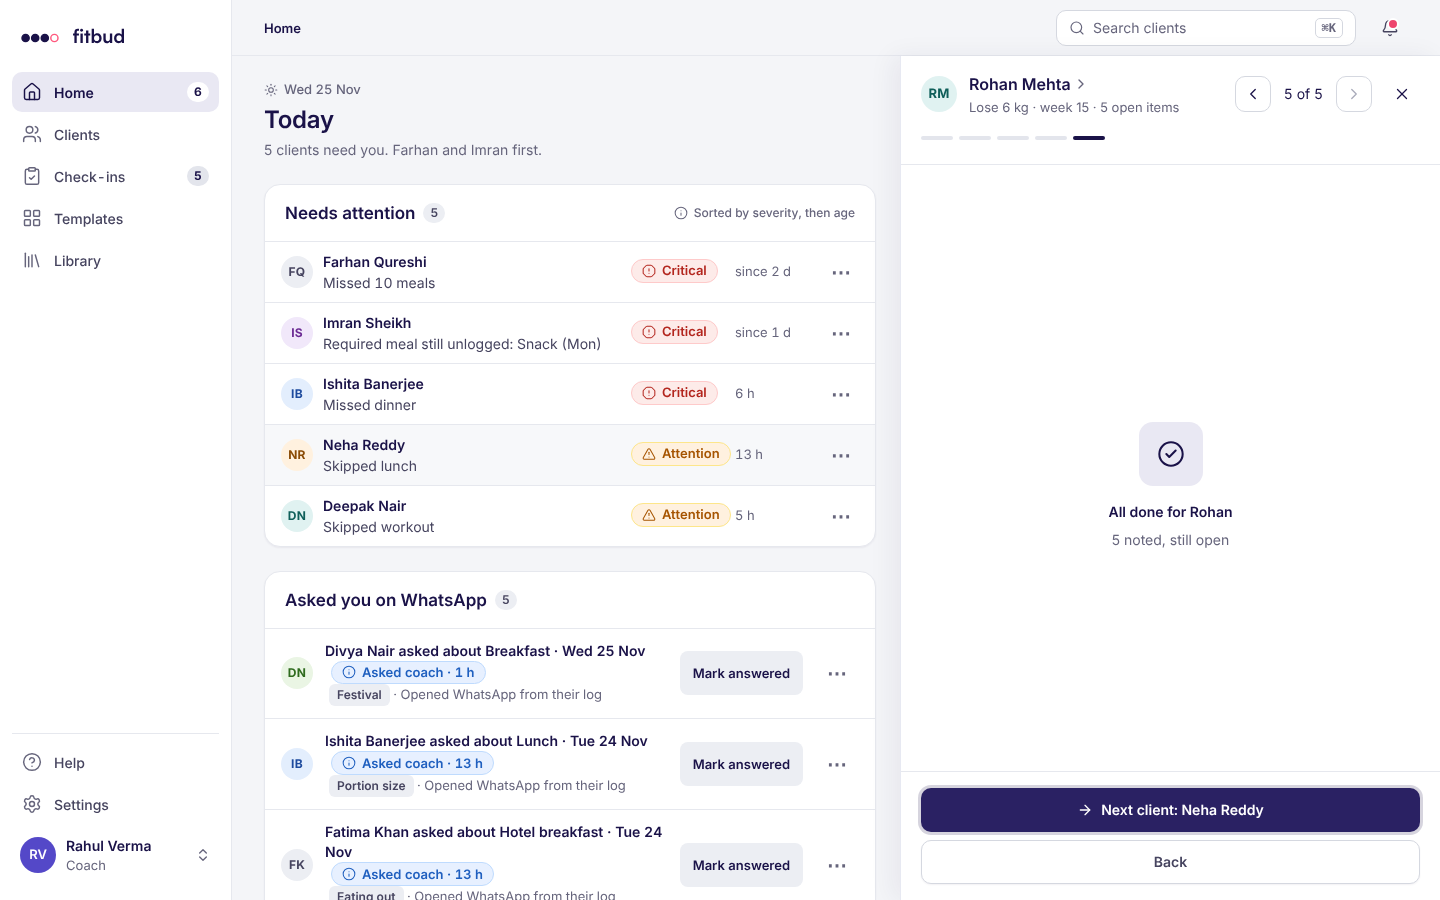 fitbud
Home 6
Clients
Check-ins 5
Templates
Library
Help
Settings
RV Rahul Verma
Coach
Home
Search clients ⌘K
Wed 25 Nov
Today
5 clients need you. Farhan and Imran first.
Needs attention 5 Sorted by severity, then age
FQ Farhan Qureshi
Missed 10 meals
Critical since 2 d
IS Imran Sheikh
Required meal still unlogged: Snack (Mon)
Critical since 1 d
IB Ishita Banerjee
Missed dinner
Critical 6 h
NR Neha Reddy
Skipped lunch
Attention 13 h
DN Deepak Nair
Skipped workout
Attention 5 h
Asked you on WhatsApp 5
DN Divya Nair asked about Breakfast · Wed 25 Nov
Asked coach · 1 h
Festival · Opened WhatsApp from their log
Mark answered
IB Ishita Banerjee asked about Lunch · Tue 24 Nov
Asked coach · 13 h
Portion size · Opened WhatsApp from their log
Mark answered
FK Fatima Khan asked about Hotel breakfast · Tue 24
Nov
Asked coach · 13 h
Eating out · Opened WhatsApp from their log
Mark answered
RM Rohan Mehta
Lose 6 kg · week 15 · 5 open items
5 of 5
All done for Rohan
5 noted, still open
Next client: Neha Reddy
Back